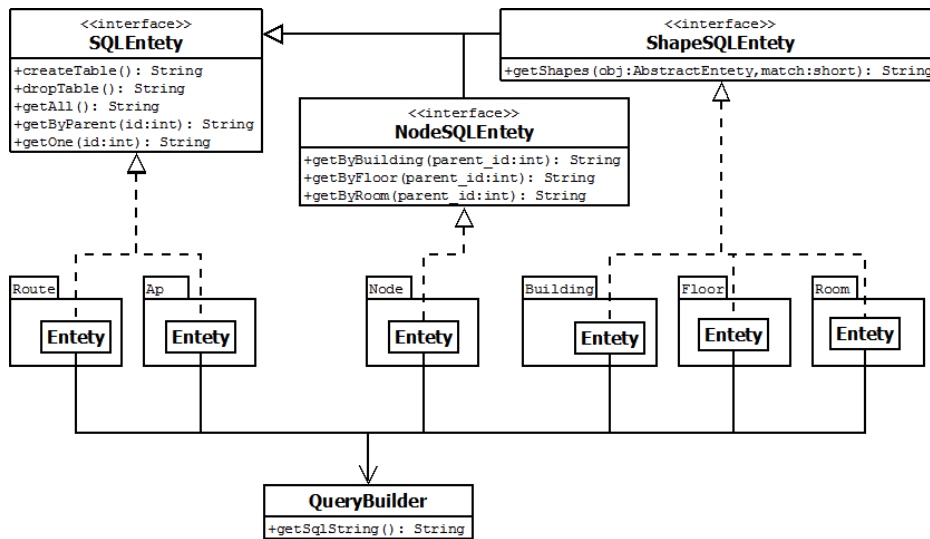 <<interface>>
SQLEntety
+createTable(): String
+dropTable(): String
+getAll(): String
+getByParent(id:int): String
+getOne(id:int): String
<<interface>>
ShapeSQLEntety
+getShapes(obj:AbstractEntety,match:short): String
<<interface>>
NodeSQLEntety
+getByBuilding(parent_id:int): String
+getByFloor(parent_id:int): String
+getByRoom(parent_id:int): String
Route
Entety
Ap
Entety
Node
Entety
Building
Entety
Floor
Entety
Room
Entety
QueryBuilder
+getSqlString(): String